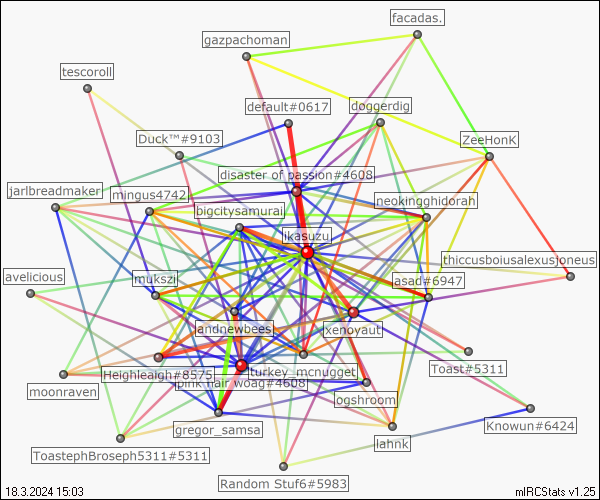 facadas.
gazpachoman
tescoroll
default#0617
doggerdig
Duck™#9103
ZeeHonK
disaster of passion#4608
jarlbreadmaker
mingus4742
neokingghidorah
bigcitysamurai
ikasuzu
thiccusboiusalexusjoneus
avelicious
mukszi
asad#6947
landnewbees
xenoyaut
Toast#5311
turkey_mcnugget
Heighleaigh#8575
pink hair woag#4608
moonraven
ogshroom
Knowun#6424
gregor_samsa
lahnk
ToastephBroseph5311#5311
Random Stuf6#5983
18.3.2024 15:03
mIRCStats v1.25